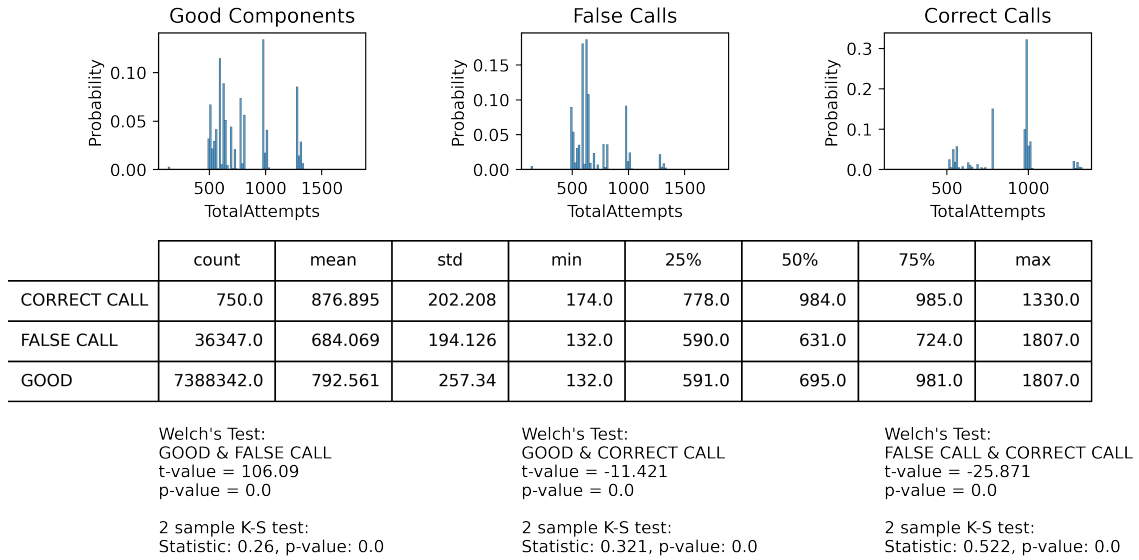 Good Components
False Calls
Correct Calls
Probability
0.10
0.05
0.00
500
1000
1500
TotalAttempts
Probability
0.15
0.10
0.05
0.00
500
1000
1500
TotalAttempts
Probability
0.3
0.2
0.1
0.0
500
1000
TotalAttempts
count mean std min 25% 50% 75% max
CORRECT CALL 750.0 876.895 202.208 174.0 778.0 984.0 985.0 1330.0
FALSE CALL 36347.0 684.069 194.126 132.0 590.0 631.0 724.0 1807.0
GOOD 7388342.0 792.561 257.34 132.0 591.0 695.0 981.0 1807.0
Welch's Test:
GOOD & FALSE CALL
t-value = 106.09
p-value = 0.0
2 sample K-S test:
Statistic: 0.26, p-value: 0.0
Welch's Test:
GOOD & CORRECT CALL
t-value = -11.421
p-value = 0.0
2 sample K-S test:
Statistic: 0.321, p-value: 0.0
Welch's Test:
FALSE CALL & CORRECT CALL
t-value = -25.871
p-value = 0.0
2 sample K-S test:
Statistic: 0.522, p-value: 0.0